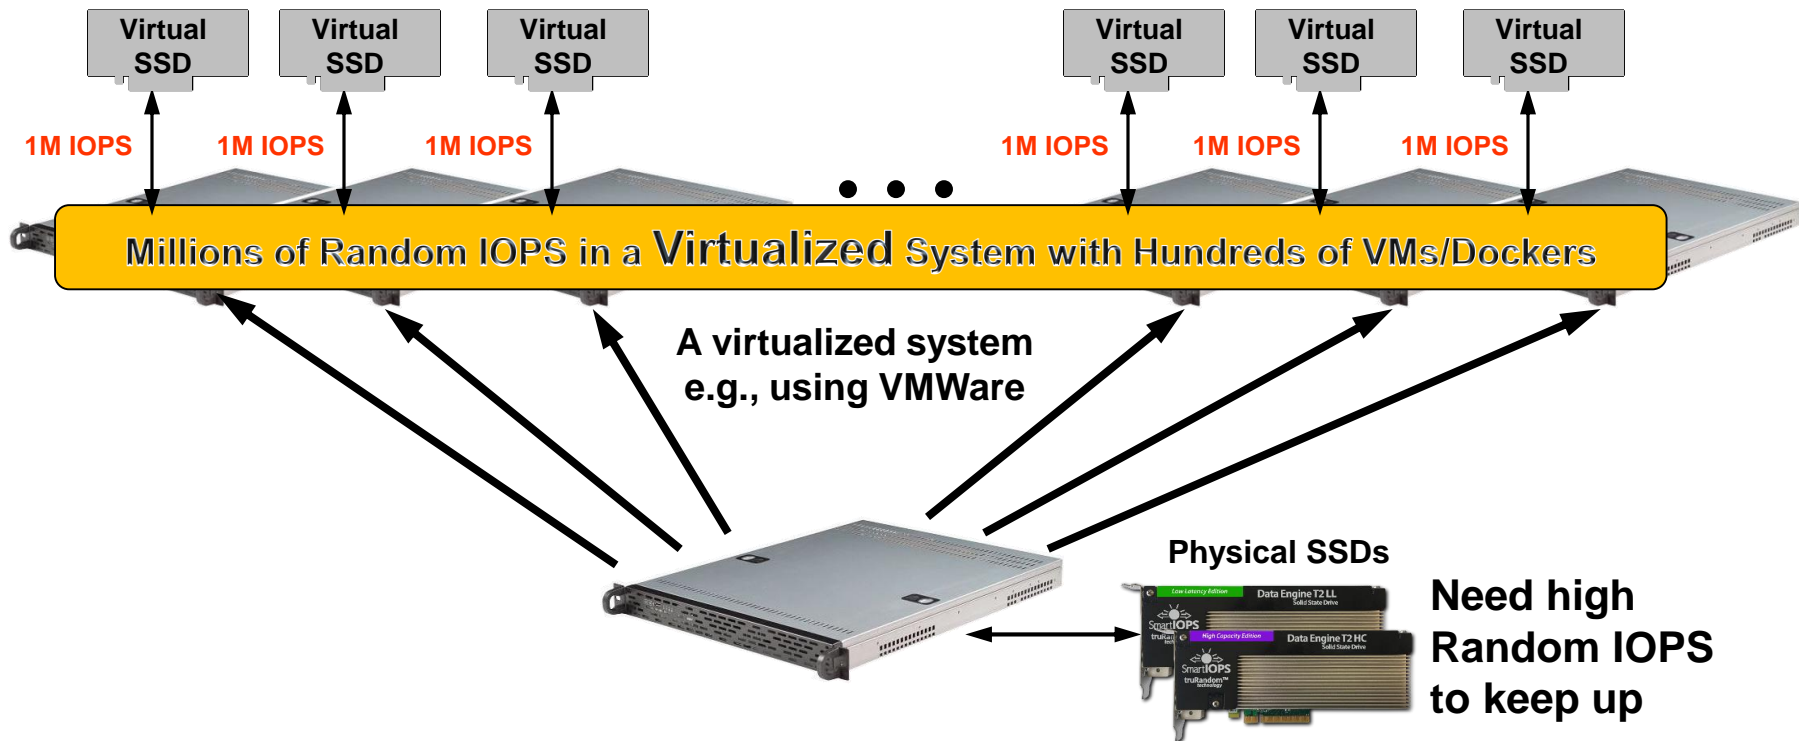 Virtual
SSD
Virtual
SSD
Virtual
SSD
Virtual
SSD
Virtual
SSD
Virtual
SSD
1M IOPS
1M IOPS
1M IOPS
1M IOPS
1M IOPS
1M IOPS
Millions of Random IOPS in a Virtualized System with Hundreds of VMs/Dockers
A virtualized system
e.g., using VMWare
Physical SSDs
Low Latency Edition
Data Engine T2 LL
Solid State Drive
SmartIOPS
High Capacity Edition
Data Engine T2 HC
Solid State Drive
SmartIOPS
truRandom™
technology
Need high
Random IOPS
to keep up